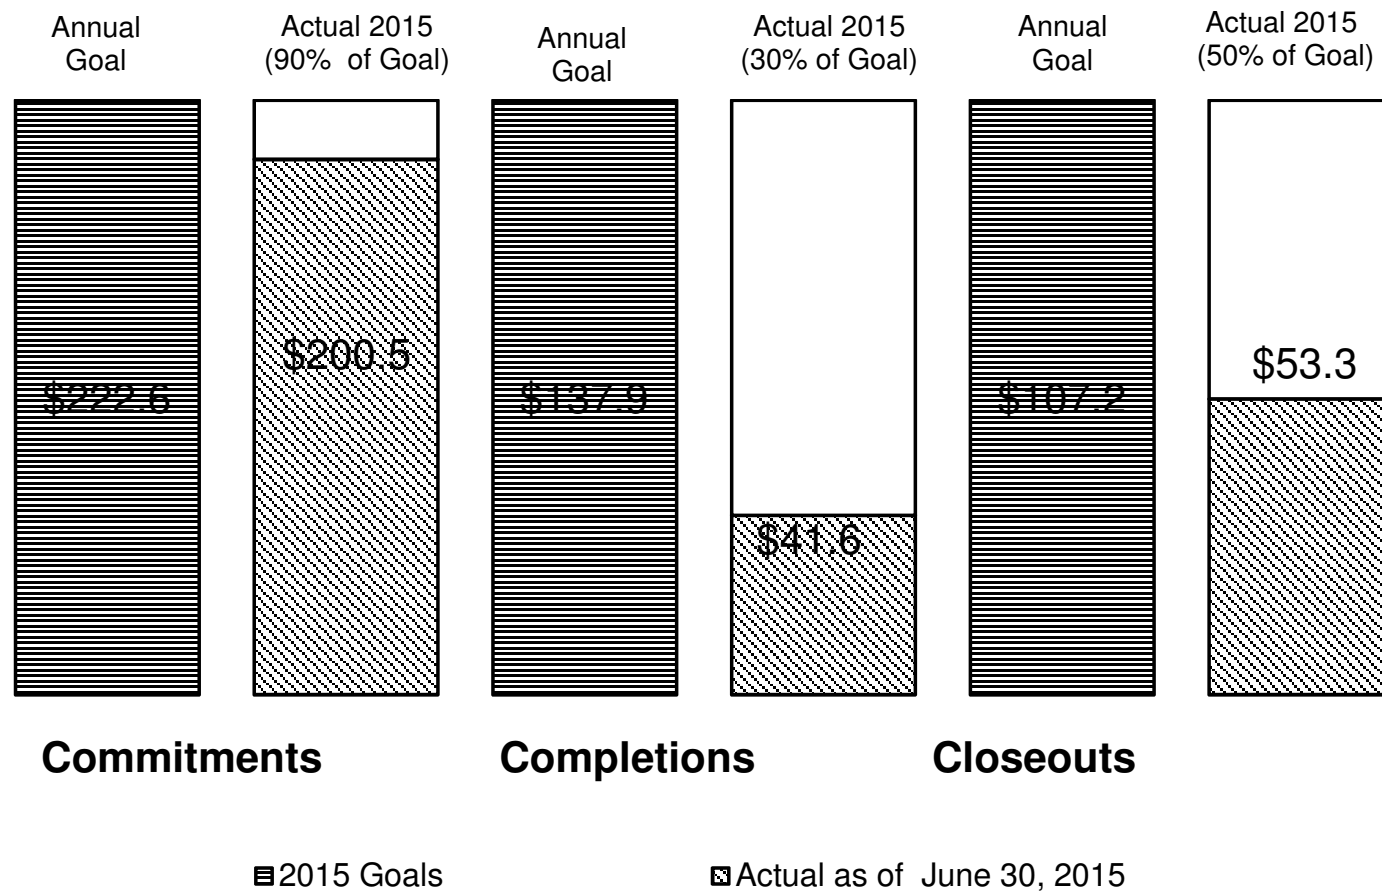 Annual
Goal
Actual 2015
(90%  of Goal)
Annual
Goal
Actual 2015
(30% of Goal)
Annual
Goal
Actual 2015
(50% of Goal)
$222.6
$200.5
$137.9
$41.6
$107.2
$53.3
Commitments
Completions
Closeouts
2015 Goals
Actual as of  June 30, 2015